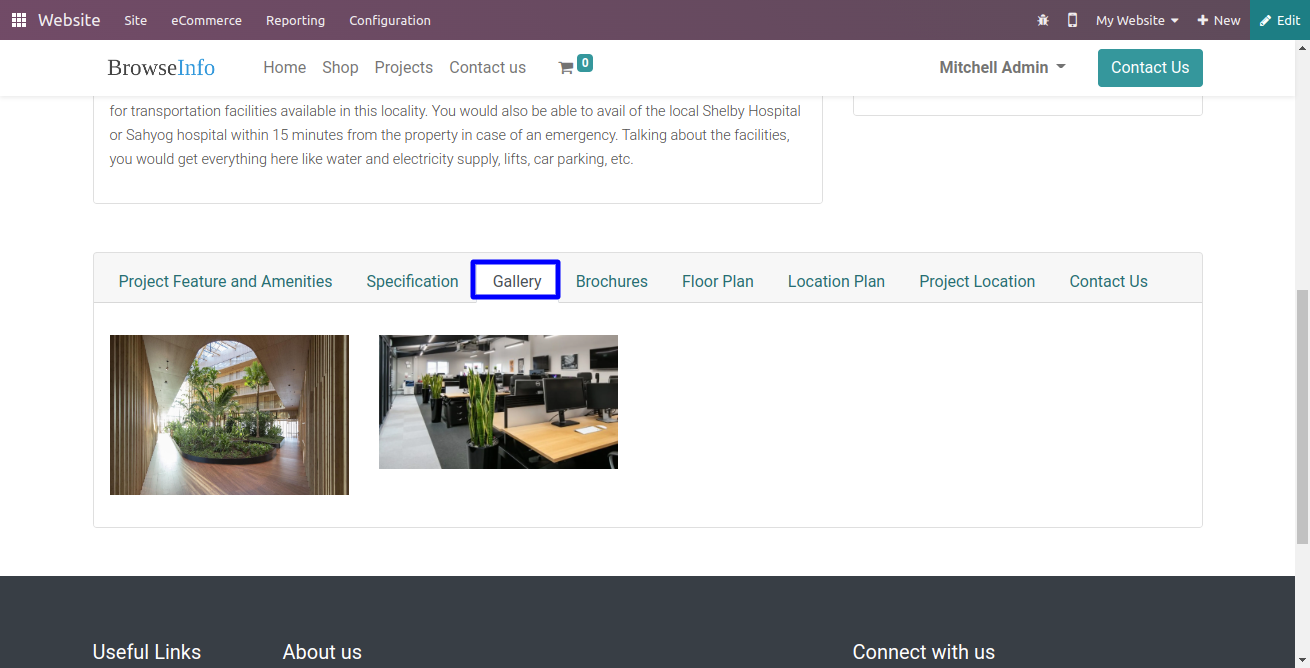 Website Site eCommerce Reporting Configuration My Website New Edit
BrowseInfo Home Shop Projects Contact us 0 Mitchell Admin Contact Us
for transportation facilities available in this locality. You would also be able to avail of the local Shelby Hospital
or Sahyog hospital within 15 minutes from the property in case of an emergency. Talking about the facilities,
you would get everything here like water and electricity supply, lifts, car parking, etc.
Project Feature and Amenities Specification Gallery Brochures Floor Plan Location Plan Project Location Contact Us
Useful Links About us Connect with us